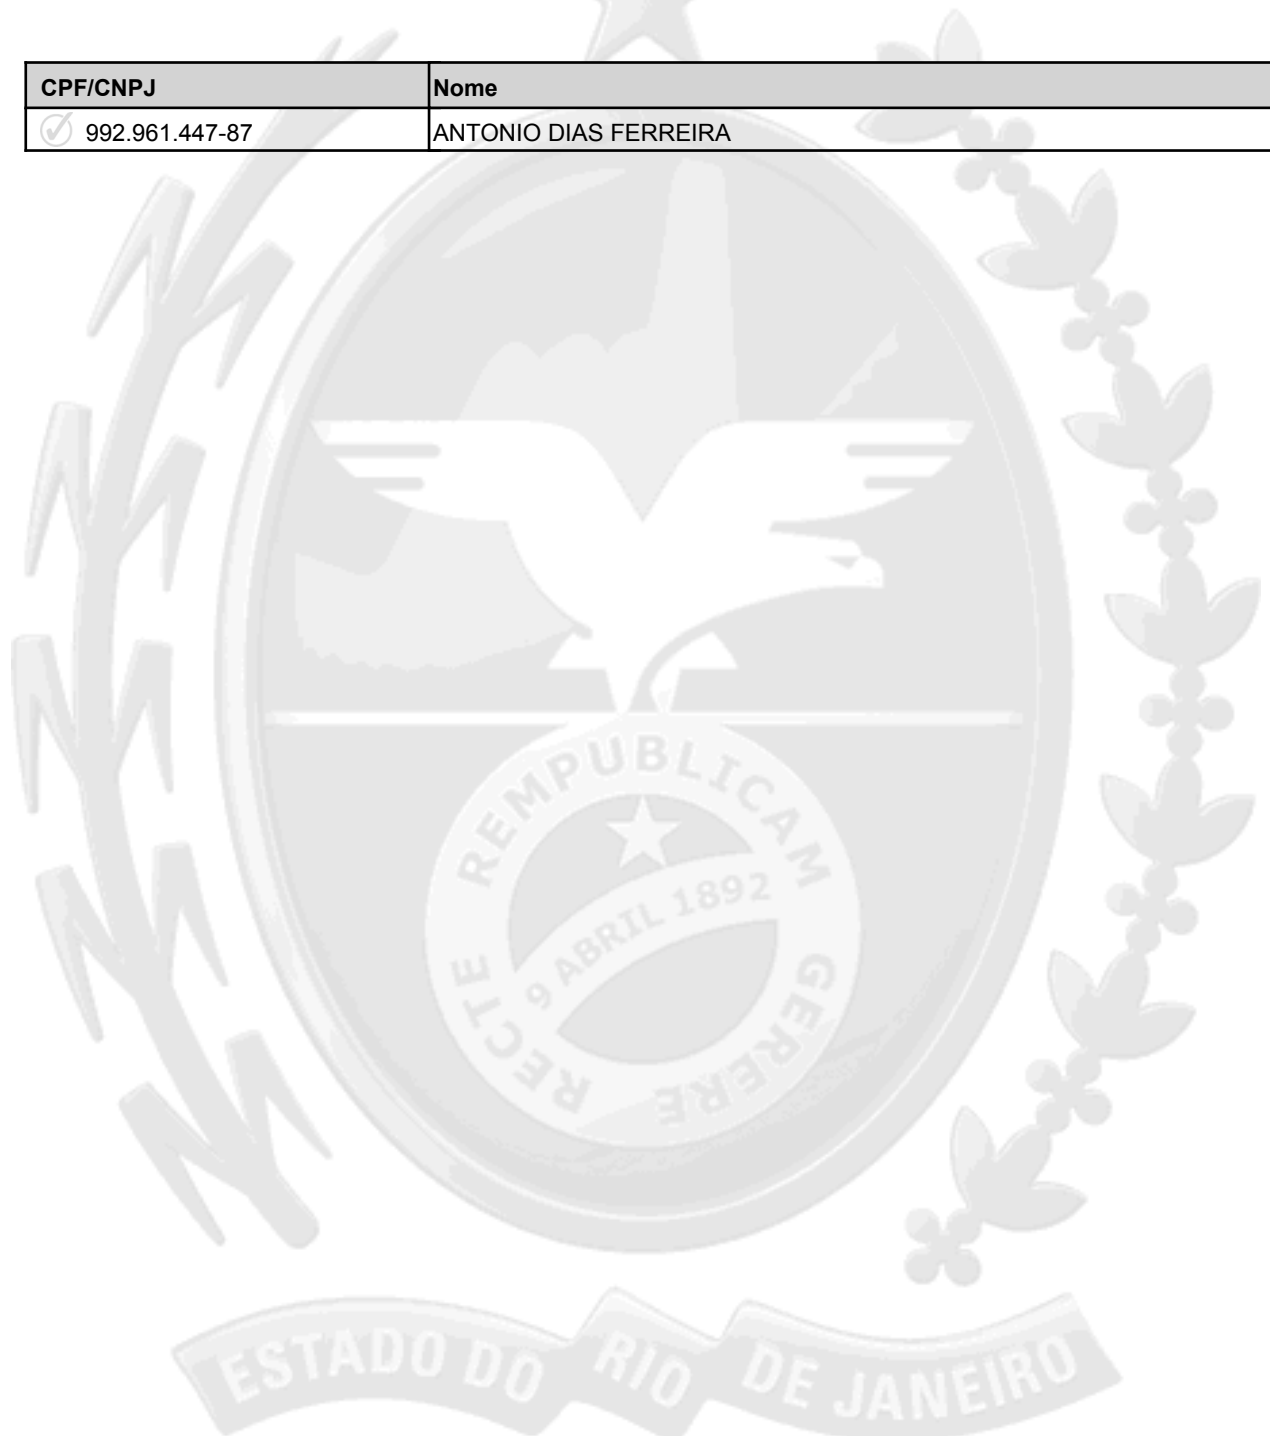 CPF/CNPJ Nome
992.961.447-87 ANTONIO DIAS FERREIRA
REMPUBLICAM
9 ABRIL 1892
RECTE GERERE
ESTADO DO RIO DE JANEIRO